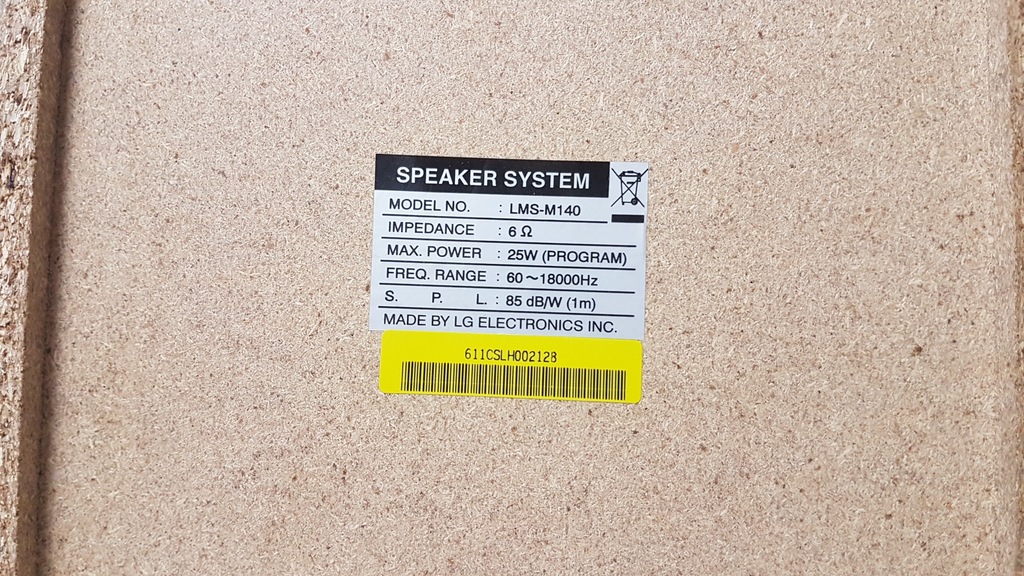 SPEAKER SYSTEM
MODEL NO. : LMS-M140
IMPEDANCE : 6 Ω
MAX. POWER : 25W (PROGRAM)
FREQ. RANGE : 60～18000Hz
S. P. L. : 85 dB/W (1m)
MADE BY LG ELECTRONICS INC.
611CSLH002128